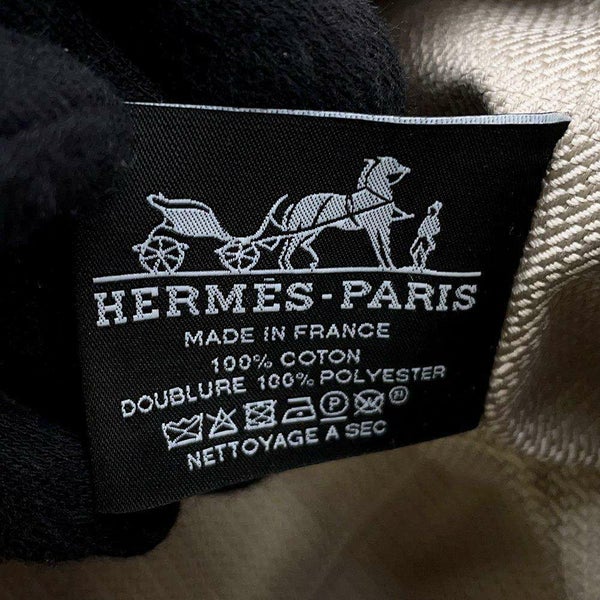 HERMÈS-PARIS
MADE IN FRANCE
100% COTON
DOUBLURE 100% POLYESTER
P
NETTOYAGE A SEC